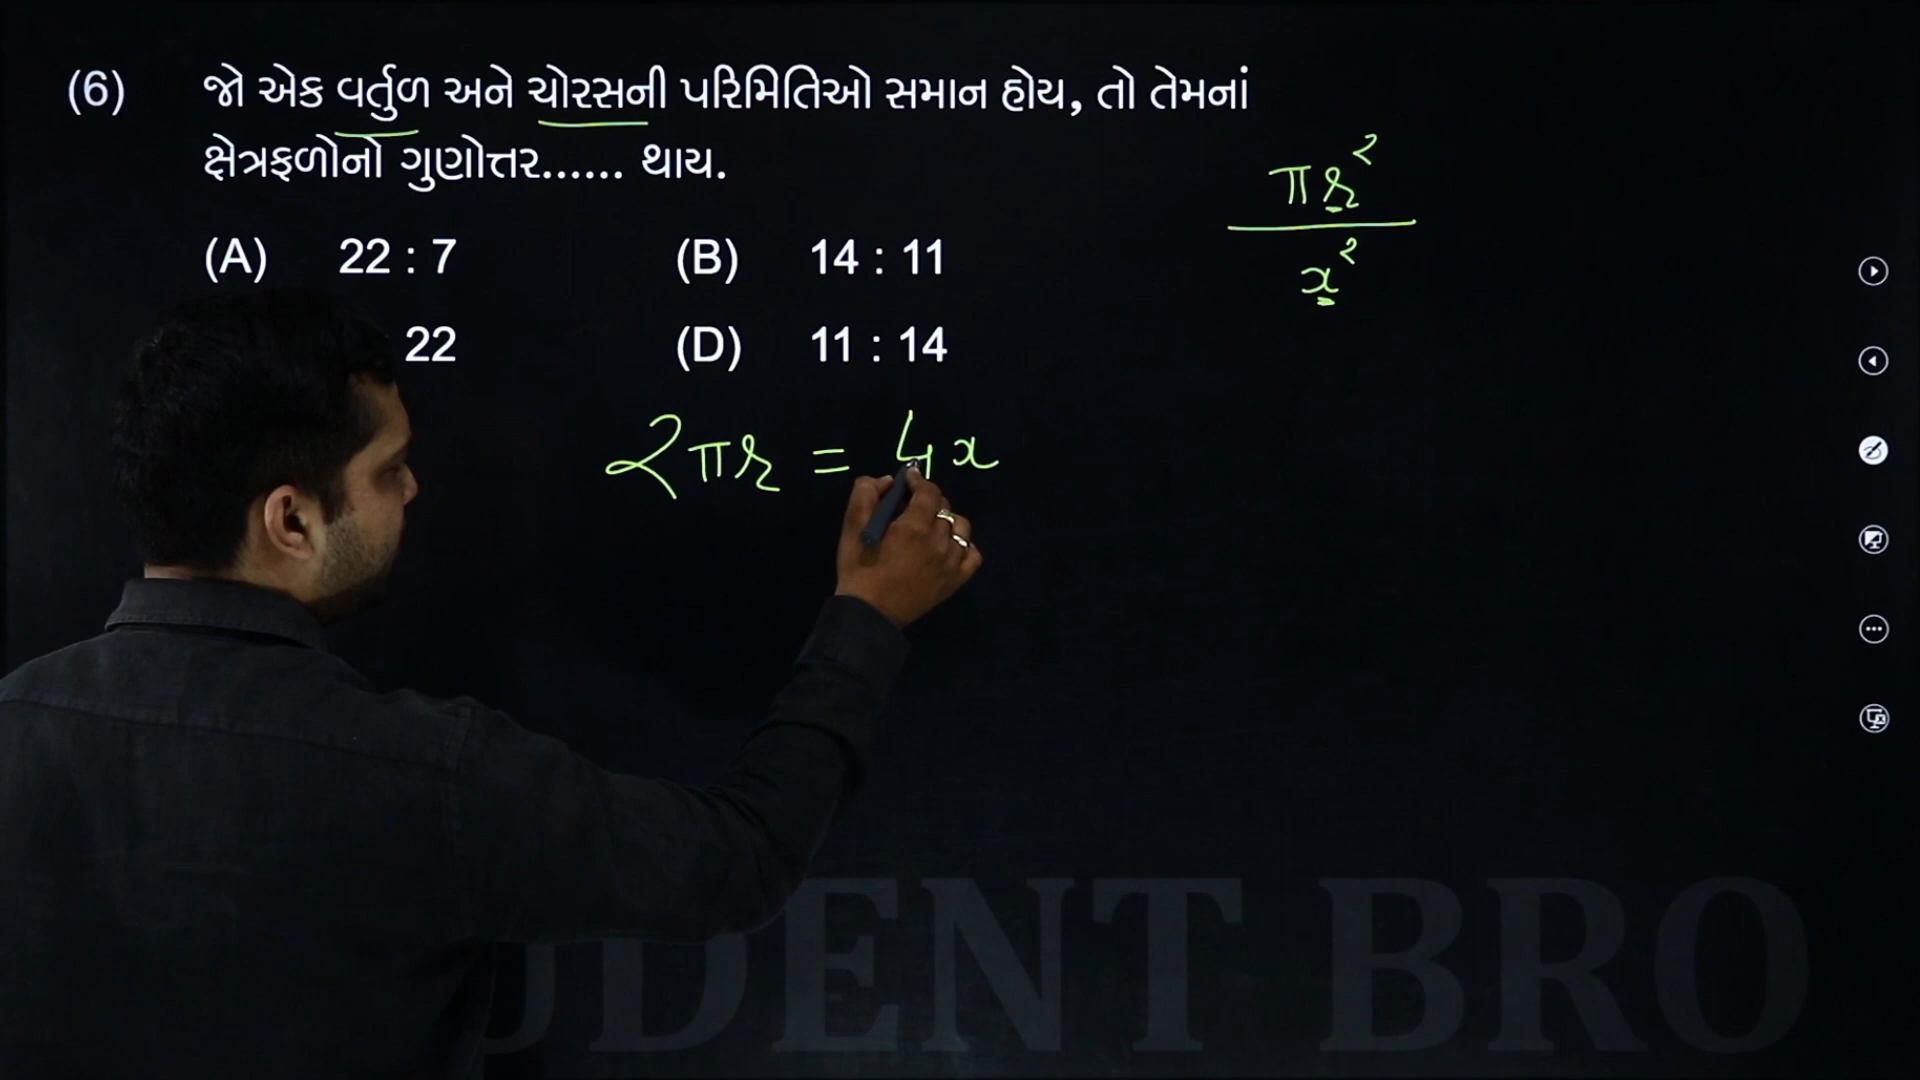 (6) જો એક વર્તુળ અને ચોરસની પરિમિતિઓ સમાન હોય, તો તેમનાં
ક્ષેત્રફળોનો ગુણોત્તર...... થાય.
(A) 22 : 7 (B) 14 : 11
22 (D) 11 : 14
πr²
x²
2πr = 4x
UDENT BRO